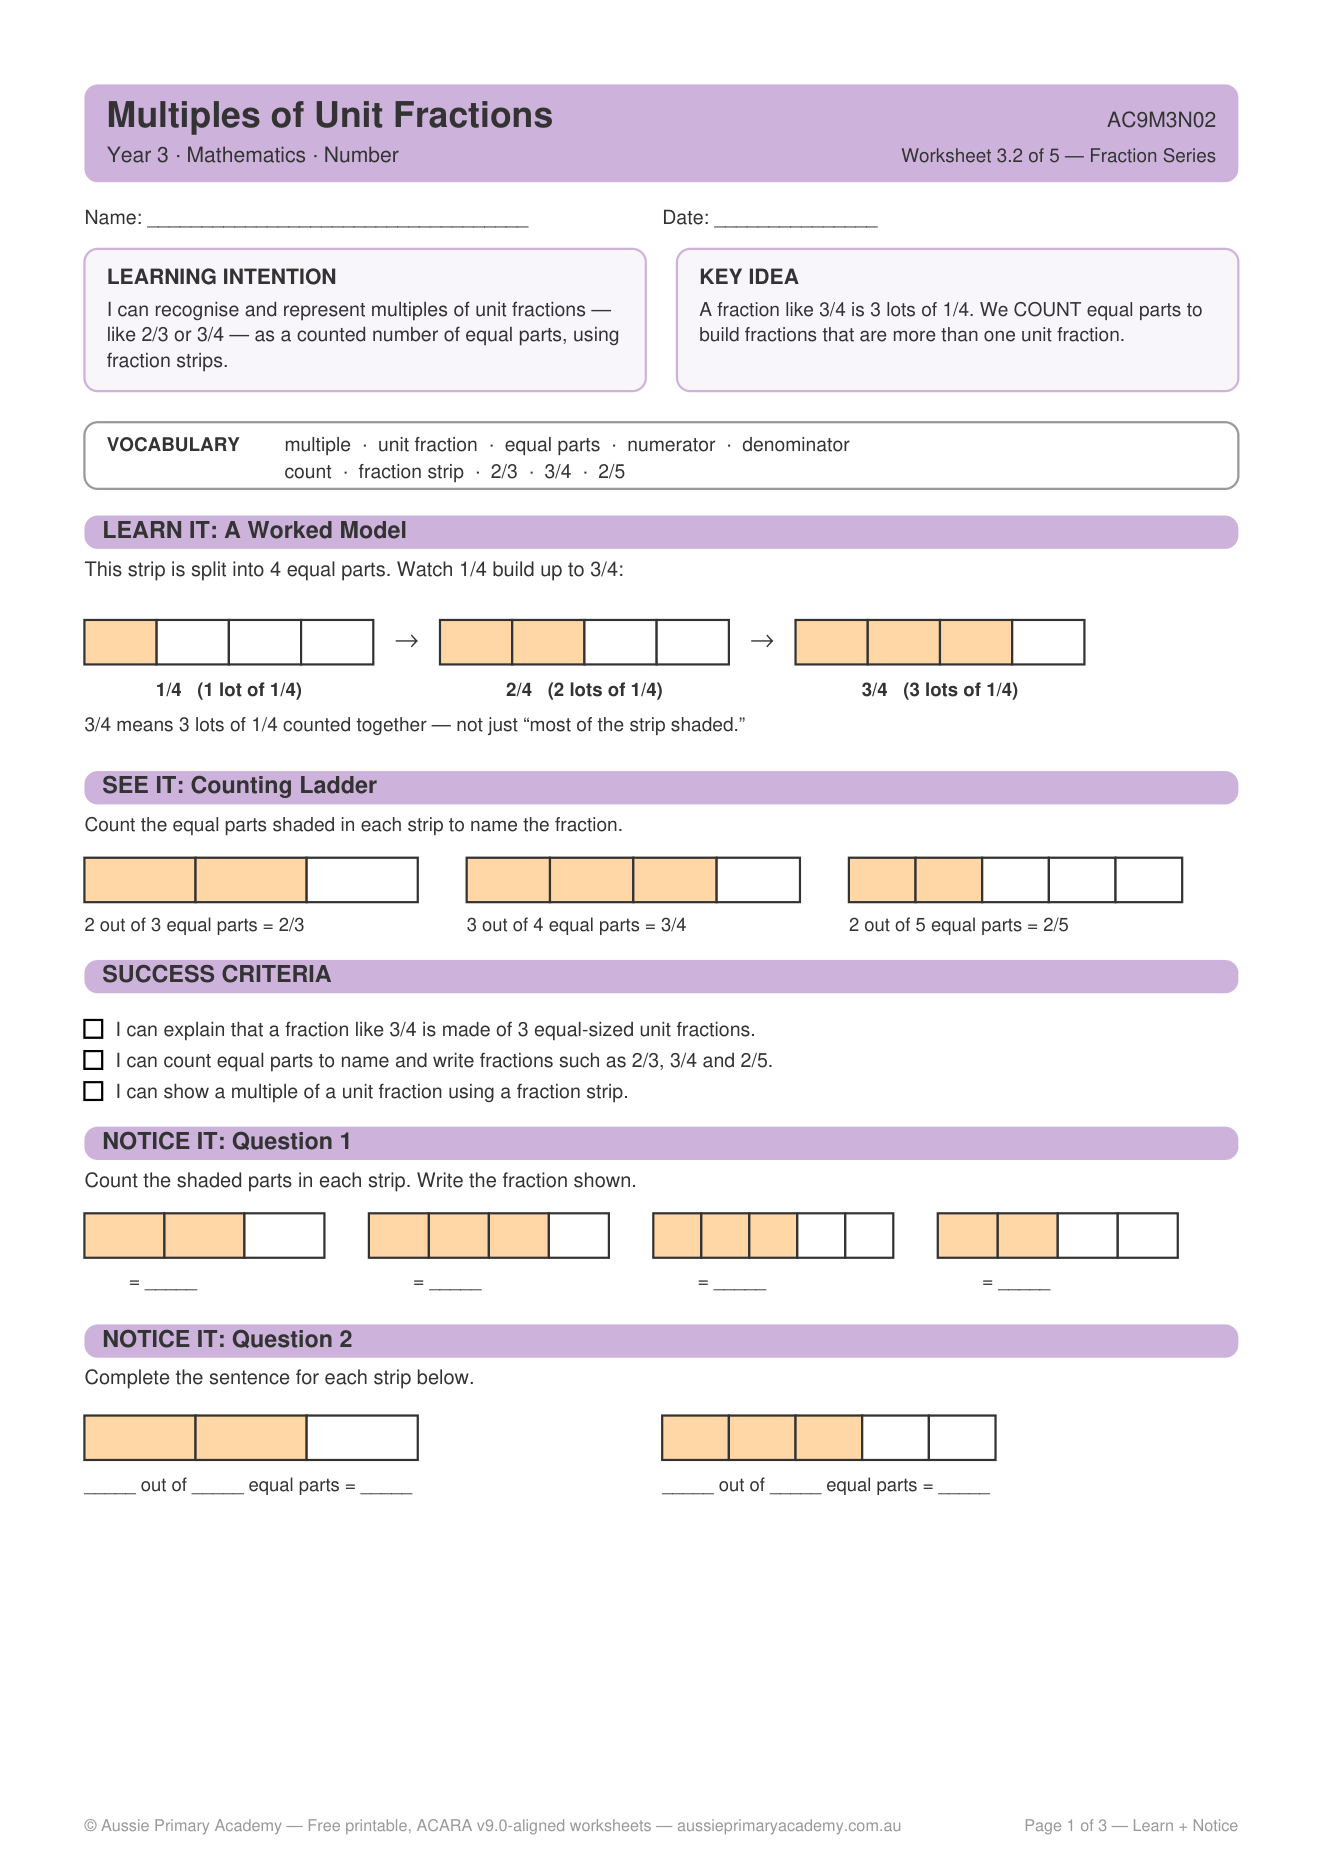 Multiples of Unit Fractions
AC9M3N02
Year 3 · Mathematics · Number
Worksheet 3.2 of 5 — Fraction Series
Name: ___________________________________
Date: _______________
LEARNING INTENTION
I can recognise and represent multiples of unit fractions —
like 2/3 or 3/4 — as a counted number of equal parts, using
fraction strips.
KEY IDEA
A fraction like 3/4 is 3 lots of 1/4. We COUNT equal parts to
build fractions that are more than one unit fraction.
VOCABULARY
multiple · unit fraction · equal parts · numerator · denominator
count · fraction strip · 2/3 · 3/4 · 2/5
LEARN IT: A Worked Model
This strip is split into 4 equal parts. Watch 1/4 build up to 3/4:
→ →
1/4 (1 lot of 1/4) 2/4 (2 lots of 1/4) 3/4 (3 lots of 1/4)
3/4 means 3 lots of 1/4 counted together — not just “most of the strip shaded.”
SEE IT: Counting Ladder
Count the equal parts shaded in each strip to name the fraction.
2 out of 3 equal parts = 2/3 3 out of 4 equal parts = 3/4 2 out of 5 equal parts = 2/5
SUCCESS CRITERIA
I can explain that a fraction like 3/4 is made of 3 equal-sized unit fractions.
I can count equal parts to name and write fractions such as 2/3, 3/4 and 2/5.
I can show a multiple of a unit fraction using a fraction strip.
NOTICE IT: Question 1
Count the shaded parts in each strip. Write the fraction shown.
= _____ = _____ = _____ = _____
NOTICE IT: Question 2
Complete the sentence for each strip below.
_____ out of _____ equal parts = _____ _____ out of _____ equal parts = _____
© Aussie Primary Academy — Free printable, ACARA v9.0-aligned worksheets — aussieprimaryacademy.com.au
Page 1 of 3 — Learn + Notice